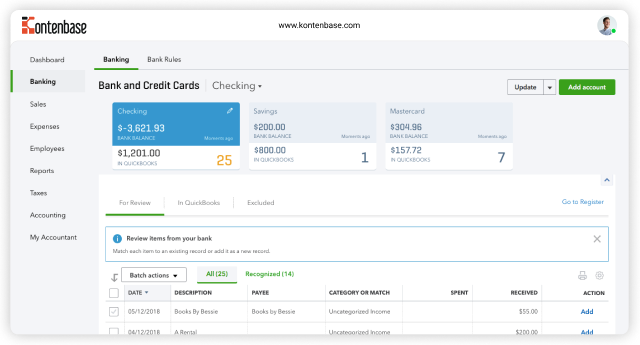 Kontenbase
www.kontenbase.com
Dashboard
Banking
Sales
Expenses
Employees
Reports
Taxes
Accounting
My Accountant
Banking Bank Rules
Bank and Credit Cards Checking
Update Add account
Checking
$-3,621.93
BANK BALANCE Moments ago
$1,201.00
IN QUICKBOOKS 25
Savings
$200.00
BANK BALANCE Moments ago
$800.00
IN QUICKBOOKS 1
Mastercard
$304.96
BANK BALANCE Moments ago
$157.72
IN QUICKBOOKS 7
For Review In QuickBooks Excluded Go to Register
Review items from your bank
Match each item to an existing record or add it as a new record.
Batch actions All (25) Recognized (14)
DATE DESCRIPTION PAYEE CATEGORY OR MATCH SPENT RECEIVED ACTION
05/12/2018 Books By Bessie Books by Bessie Uncategorized Income $55.00 Add
04/12/2018 A Rental Uncategorized Income $200.00 Add